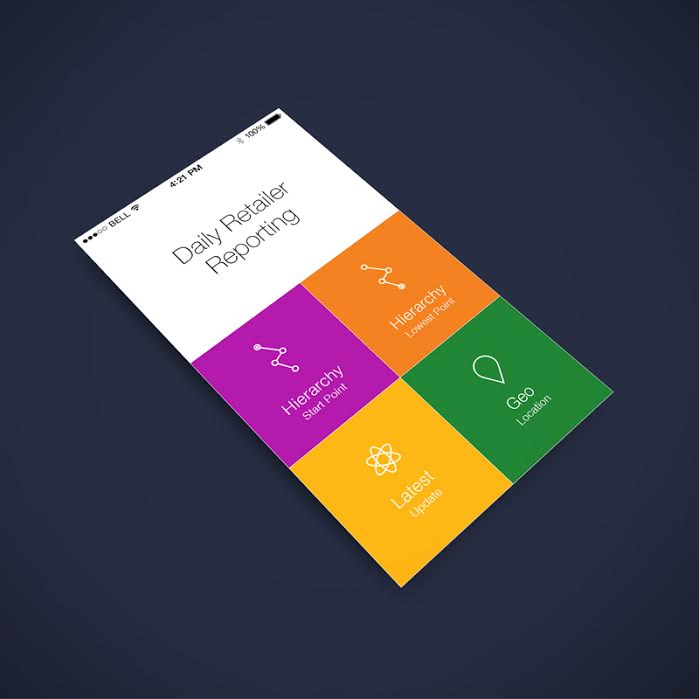 BELL 4:21 PM 100%
Daily Retailer
Reporting
Hierarchy
Start Point
Hierarchy
Lowest Point
Latest
Update
Geo
Location